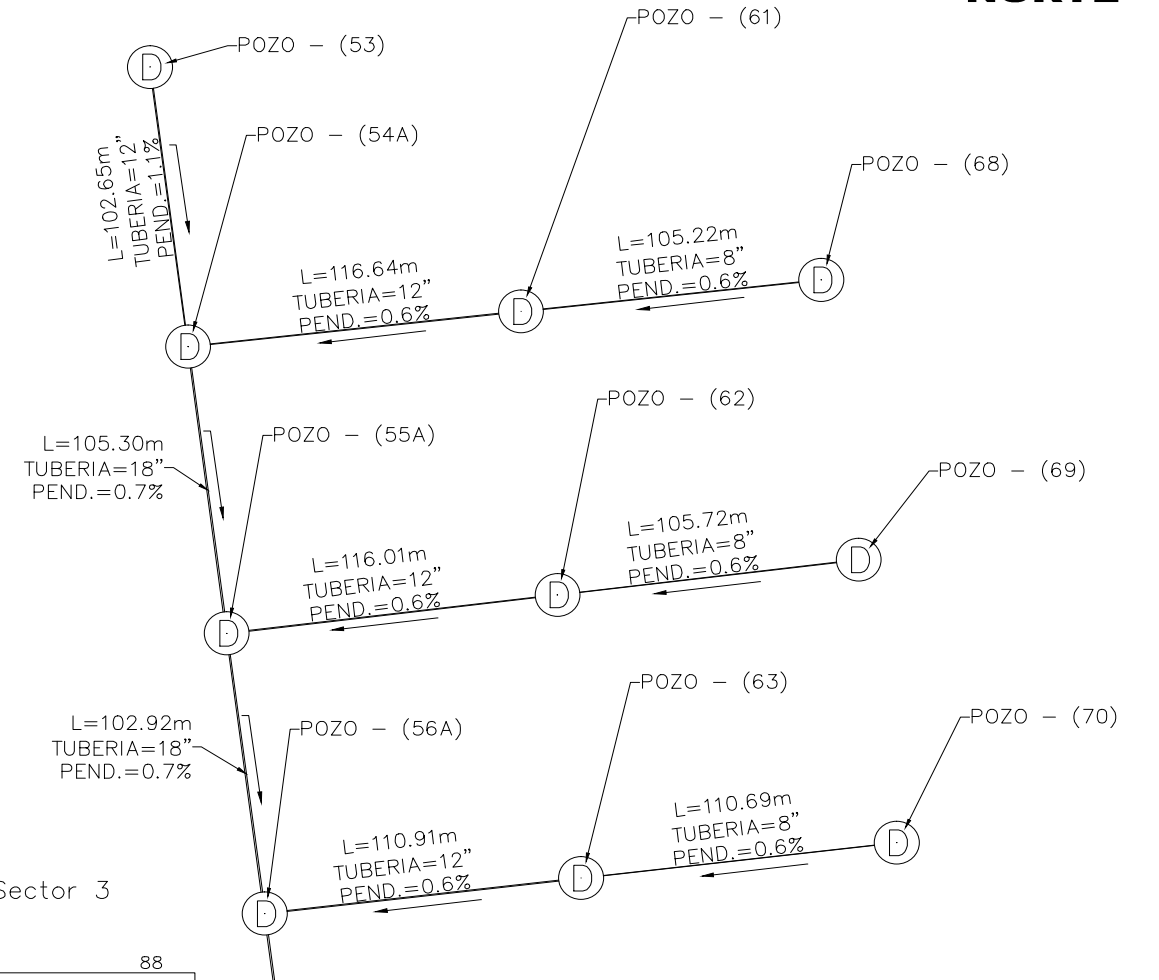 POZO - (61)
POZO - (53)
POZO - (54A)
L=102.65m
TUBERIA=12"
PEND.=1.1%
POZO - (68)
L=105.22m
TUBERIA=8"
PEND.=0.6%
L=116.64m
TUBERIA=12"
PEND.=0.6%
D
D
D
D
POZO - (62)
L=105.30m
TUBERIA=18"
PEND.=0.7%
POZO - (55A)
POZO - (69)
L=105.72m
TUBERIA=8"
PEND.=0.6%
L=116.01m
TUBERIA=12"
PEND.=0.6%
D
D
D
POZO - (63)
L=102.92m
TUBERIA=18"
PEND.=0.7%
POZO - (56A)
POZO - (70)
L=110.69m
TUBERIA=8"
PEND.=0.6%
L=110.91m
TUBERIA=12"
PEND.=0.6%
D
D
D
Sector 3
88